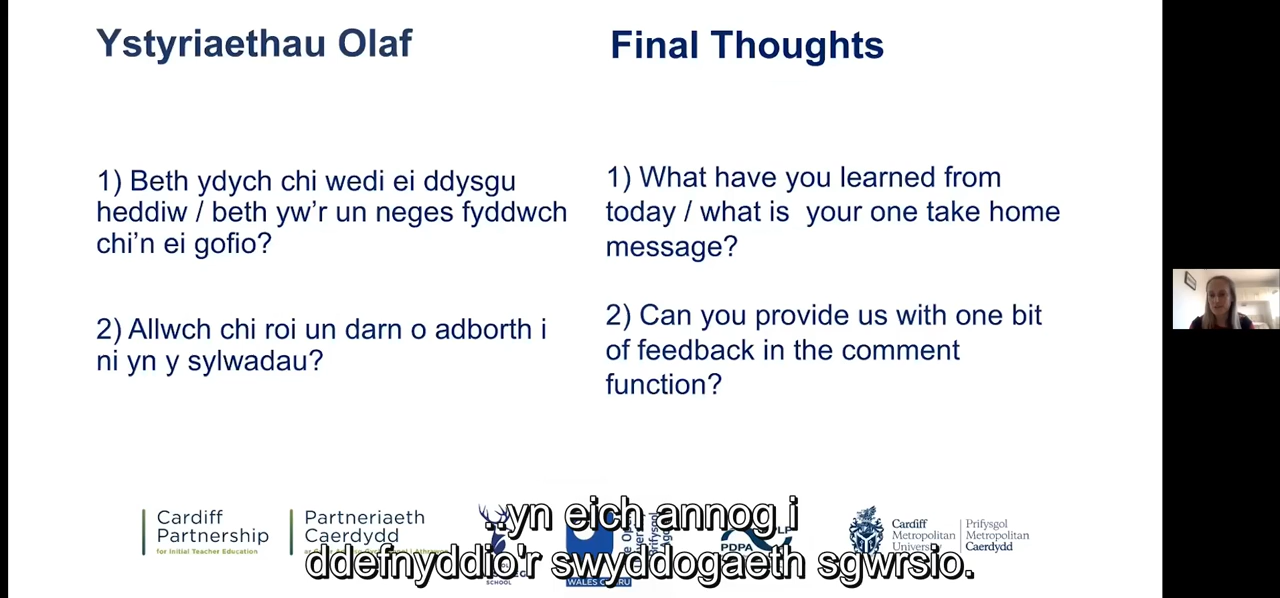 Ystyriaethau Olaf
1) Beth ydych chi wedi ei ddysgu
heddiw / beth yw’r un neges fyddwch
chi’n ei gofio?
2) Allwch chi roi un darn o adborth i
ni yn y sylwadau?
Final Thoughts
1) What have you learned from
today / what is your one take home
message?
2) Can you provide us with one bit
of feedback in the comment
function?
Cardiff
Partnership
for Initial Teacher Education
Partneriaeth
Caerdydd
SCHOOL
WALES
PDPA
Cardiff
Metropolitan
University
Prifysgol
Metropolitan
Caerdydd
..yn eich annog i
ddefnyddio'r swyddogaeth sgwrsio.